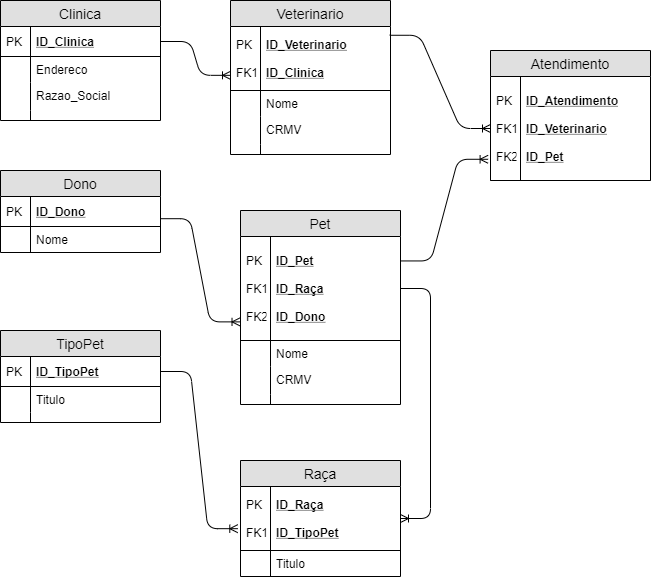 Clinica
PK ID_Clinica
Endereco
Razao_Social
Veterinario
PK ID_Veterinario
FK1 ID_Clinica
Nome
CRMV
Atendimento
PK ID_Atendimento
FK1 ID_Veterinario
FK2 ID_Pet
Dono
PK ID_Dono
Nome
Pet
PK ID_Pet
FK1 ID_Raça
FK2 ID_Dono
Nome
CRMV
TipoPet
PK ID_TipoPet
Titulo
Raça
PK ID_Raça
FK1 ID_TipoPet
Titulo